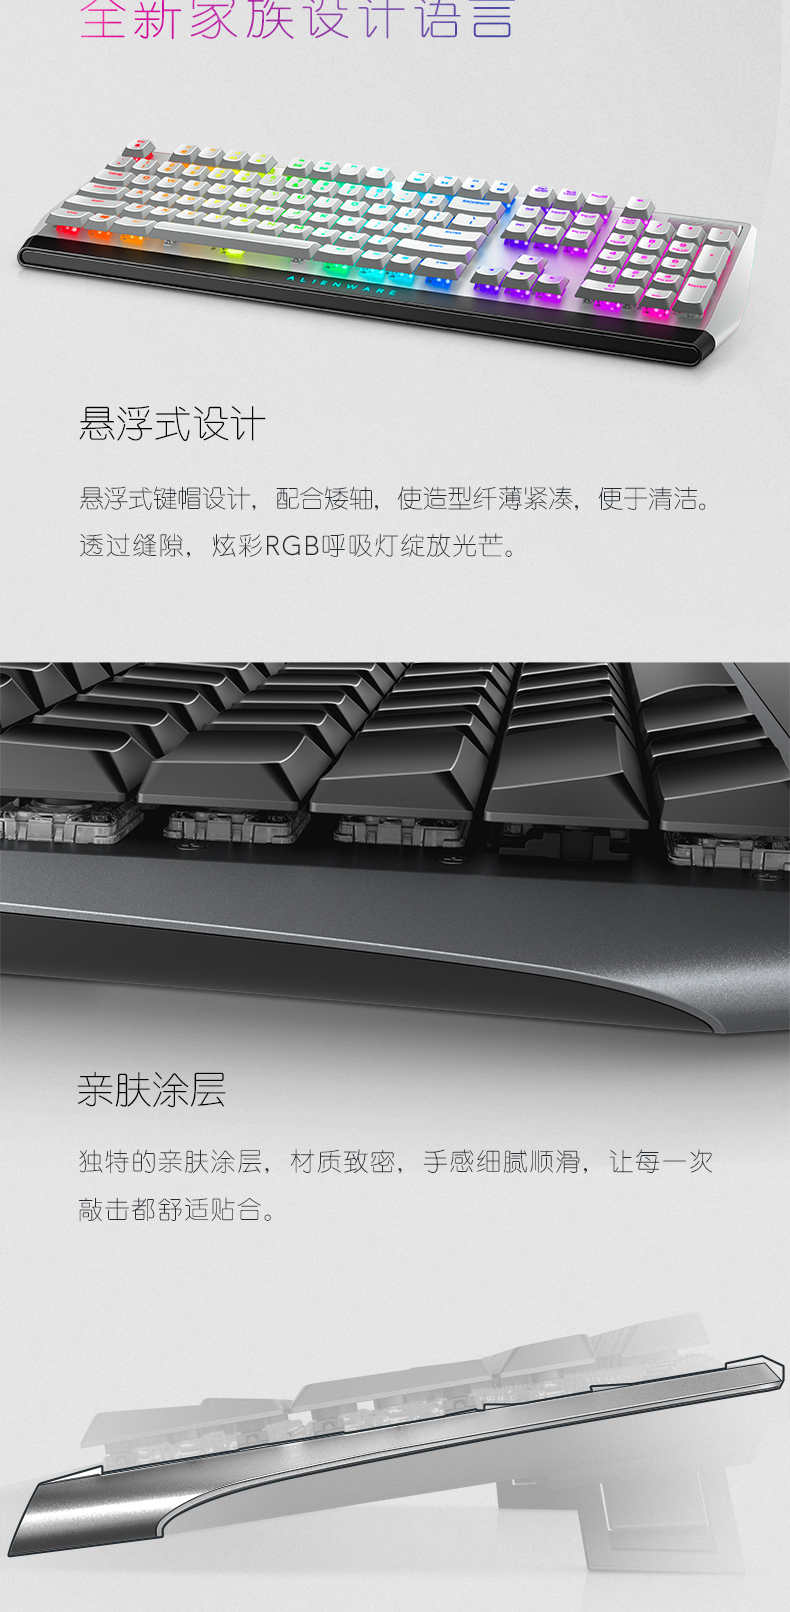 全新家族设计语言
ALIENWARE
悬浮式设计
悬浮式键帽设计，配合矮轴，使造型纤薄紧凑，便于清洁。
透过缝隙，炫彩RGB呼吸灯绽放光芒。
亲肤涂层
独特的亲肤涂层，材质致密，手感细腻顺滑，让每一次
敲击都舒适贴合。